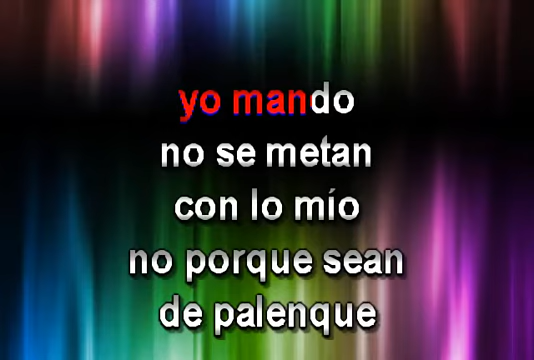 yo mando
no se metan
con lo mío
no porque sean
de palenque